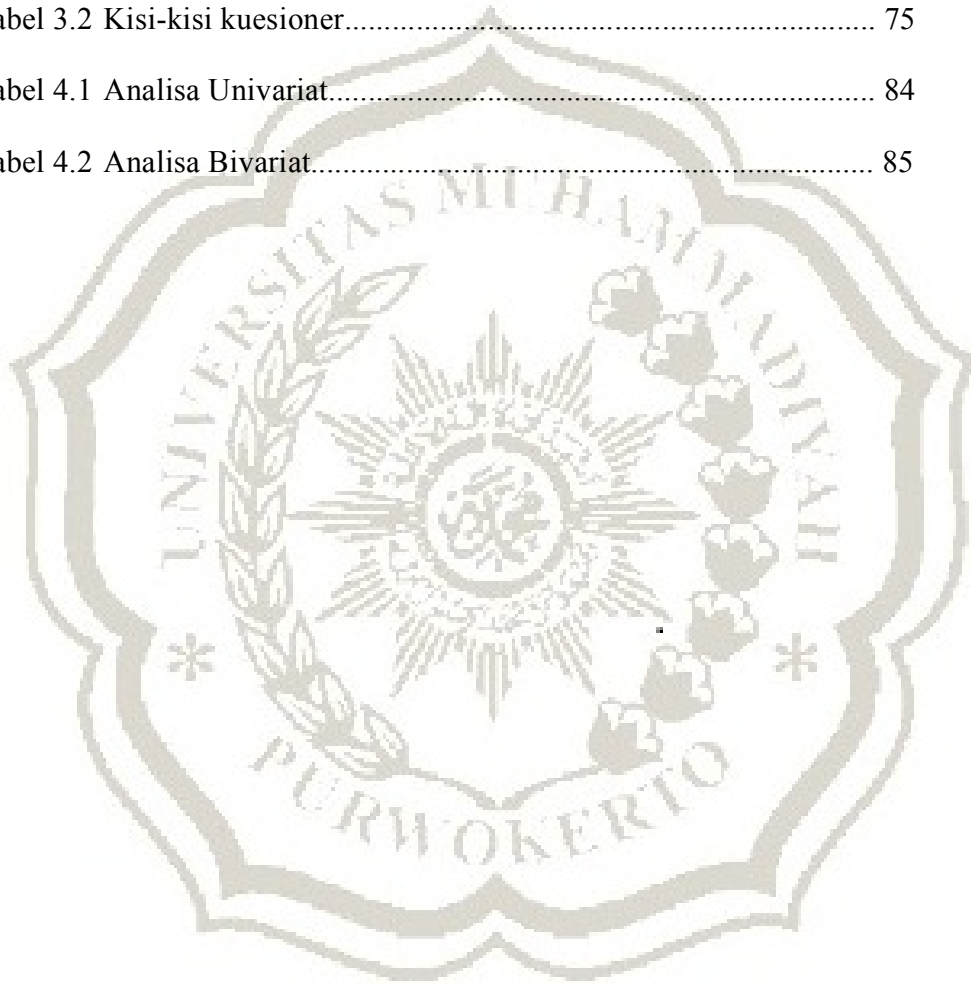 abel 3.2 Kisi-kisi kuesioner.................................................................................. 75
abel 4.1 Analisa Univariat..................................................................................... 84
abel 4.2 Analisa Bivariat....................................................................................... 85
UNIVERSITAS MUHAMMADIYAH
PURWOKERTO